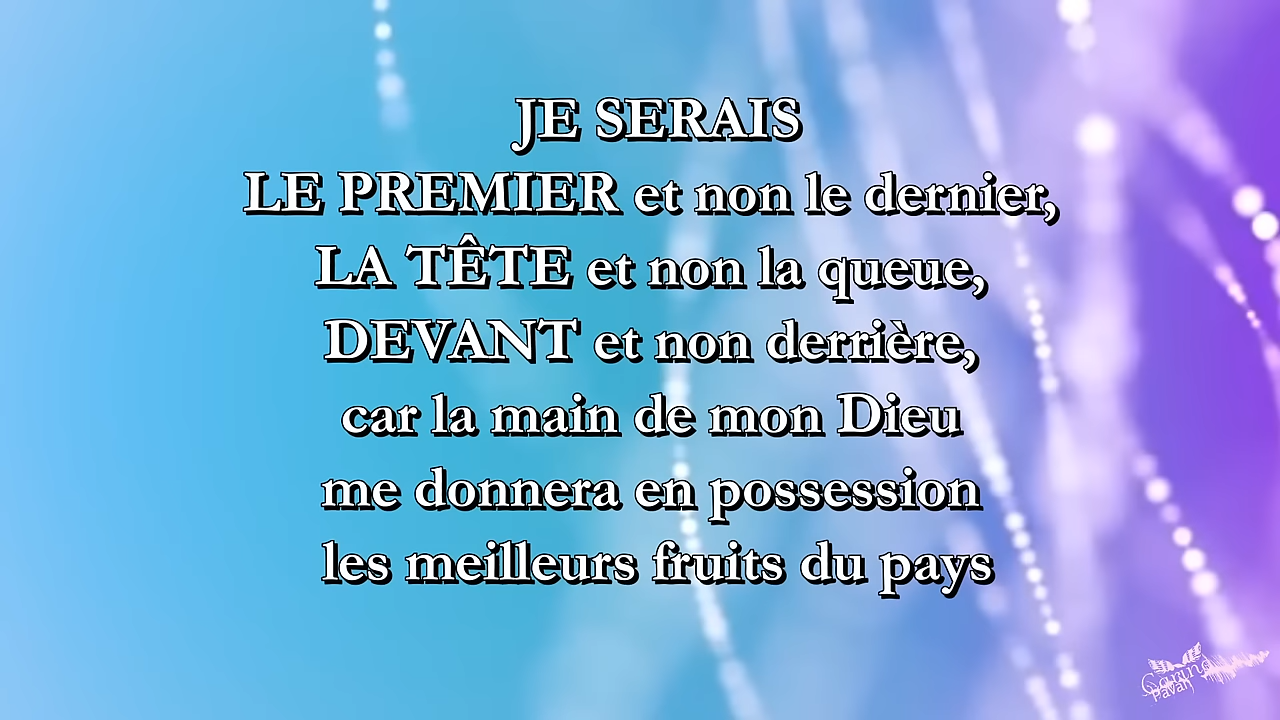 JE SERAIS
LE PREMIER et non le dernier,
LA TÊTE et non la queue,
DEVANT et non derrière,
car la main de mon Dieu
me donnera en possession
les meilleurs fruits du pays
Pavan